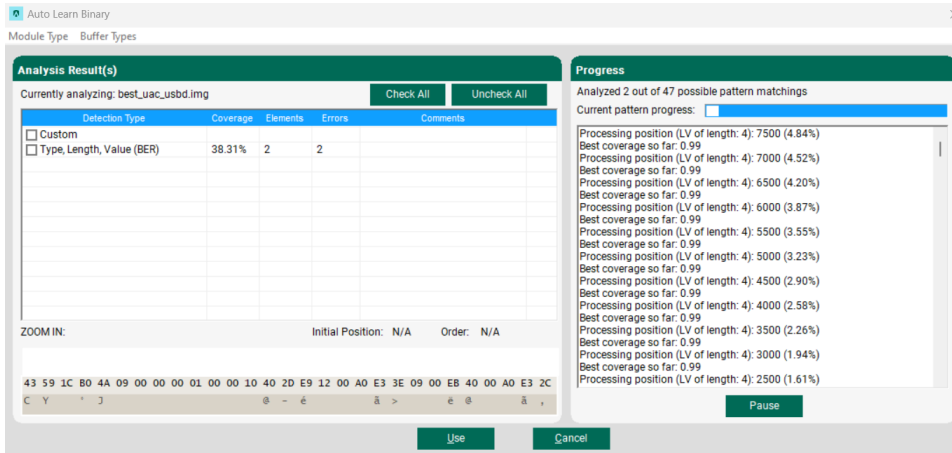 Auto Learn Binary
Module Type Buffer Types
Analysis Result(s)
Currently analyzing: best_uac_usbd.img
Check All
Uncheck All
Detection Type Coverage Elements Errors Comments
Custom
Type, Length, Value (BER) 38.31% 2 2
ZOOM IN: Initial Position: N/A Order: N/A
43 59 1C B0 4A 09 00 00 00 01 00 00 10 40 2D E9 12 00 A0 E3 3E 09 00 EB 40 00 A0 E3 2C
C Y ° J @ - é ã > ë @ ã ,
Progress
Analyzed 2 out of 47 possible pattern matchings
Current pattern progress:
Processing position (LV of length: 4): 7500 (4.84%)
Best coverage so far: 0.99
Processing position (LV of length: 4): 7000 (4.52%)
Best coverage so far: 0.99
Processing position (LV of length: 4): 6500 (4.20%)
Best coverage so far: 0.99
Processing position (LV of length: 4): 6000 (3.87%)
Best coverage so far: 0.99
Processing position (LV of length: 4): 5500 (3.55%)
Best coverage so far: 0.99
Processing position (LV of length: 4): 5000 (3.23%)
Best coverage so far: 0.99
Processing position (LV of length: 4): 4500 (2.90%)
Best coverage so far: 0.99
Processing position (LV of length: 4): 4000 (2.58%)
Best coverage so far: 0.99
Processing position (LV of length: 4): 3500 (2.26%)
Best coverage so far: 0.99
Processing position (LV of length: 4): 3000 (1.94%)
Best coverage so far: 0.99
Processing position (LV of length: 4): 2500 (1.61%)
Pause
Use
Cancel